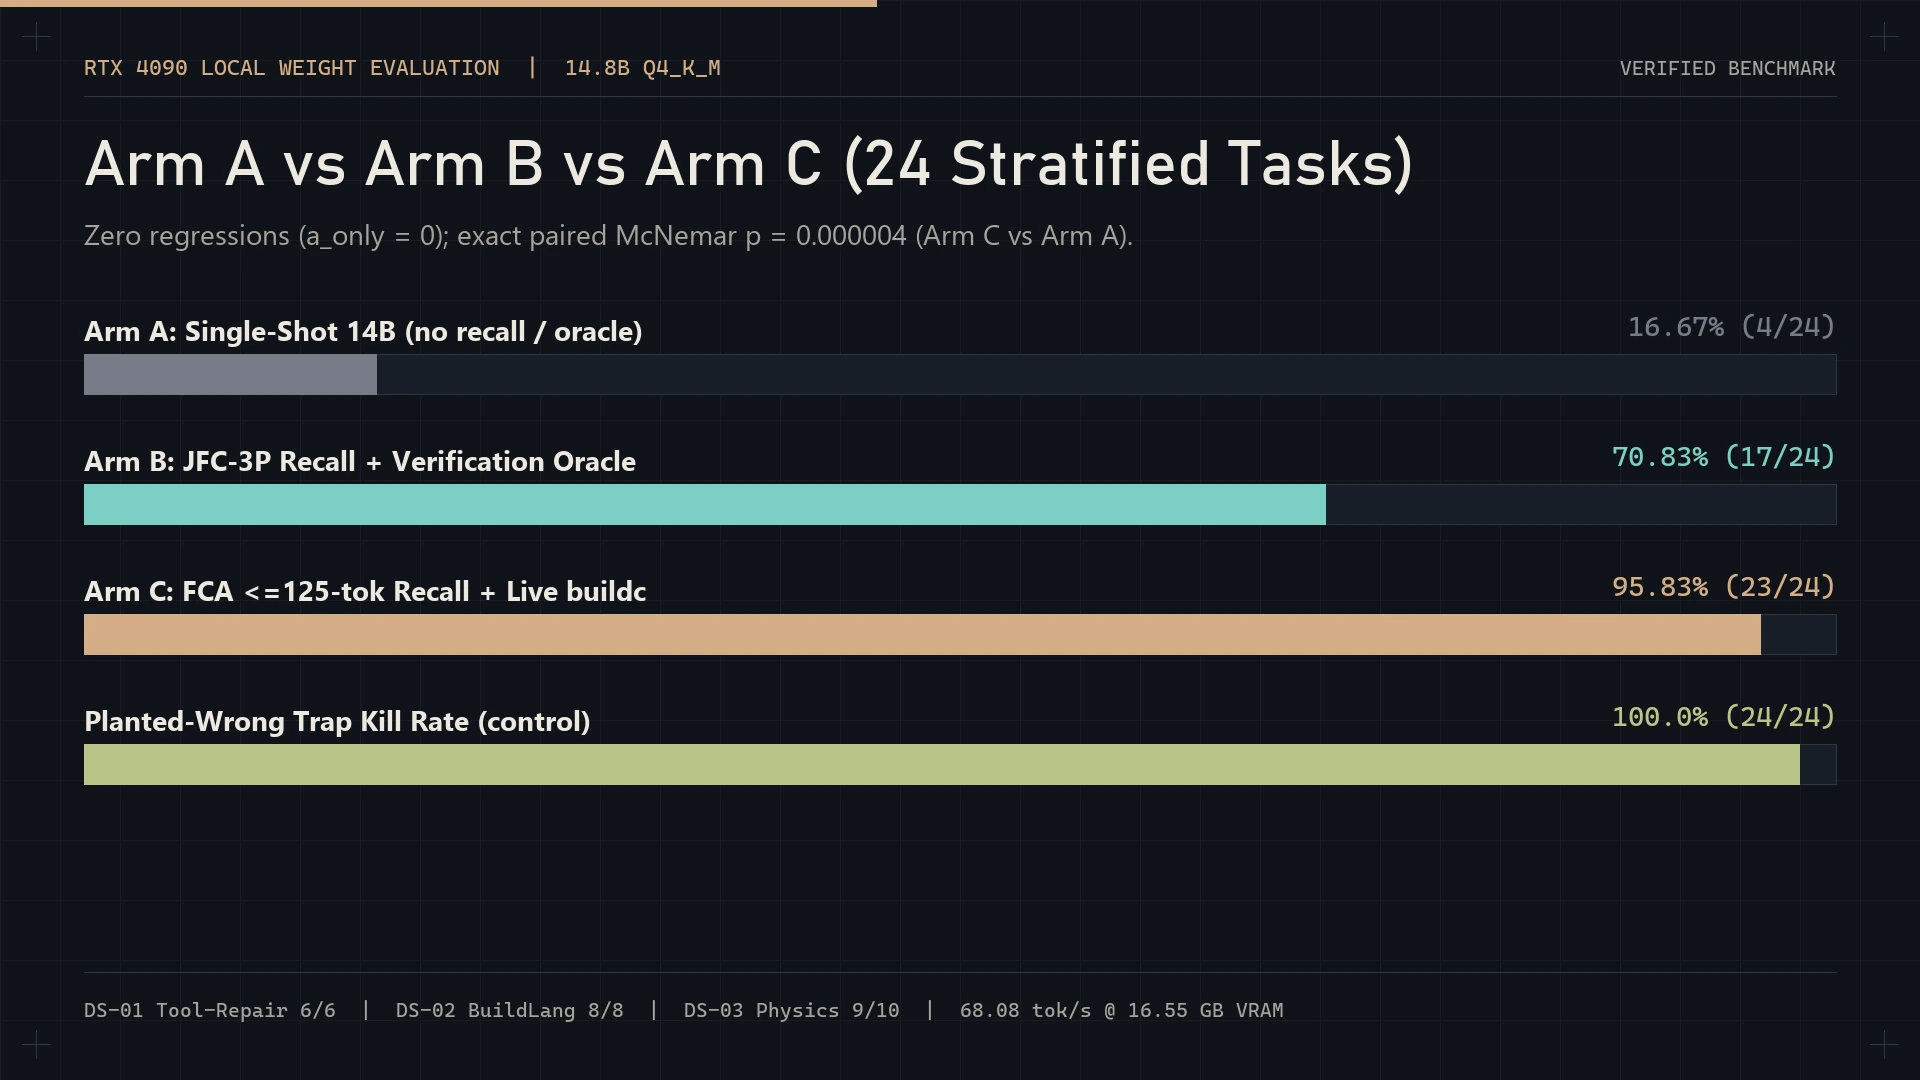 RTX 4090 LOCAL WEIGHT EVALUATION | 14.8B Q4_K_M
VERIFIED BENCHMARK
Arm A vs Arm B vs Arm C (24 Stratified Tasks)
Zero regressions (a_only = 0); exact paired McNemar p = 0.000004 (Arm C vs Arm A).
Arm A: Single-Shot 14B (no recall / oracle)
16.67% (4/24)
Arm B: JFC-3P Recall + Verification Oracle
70.83% (17/24)
Arm C: FCA <=125-tok Recall + Live buildc
95.83% (23/24)
Planted-Wrong Trap Kill Rate (control)
100.0% (24/24)
DS-01 Tool-Repair 6/6 | DS-02 BuildLang 8/8 | DS-03 Physics 9/10 | 68.08 tok/s @ 16.55 GB VRAM